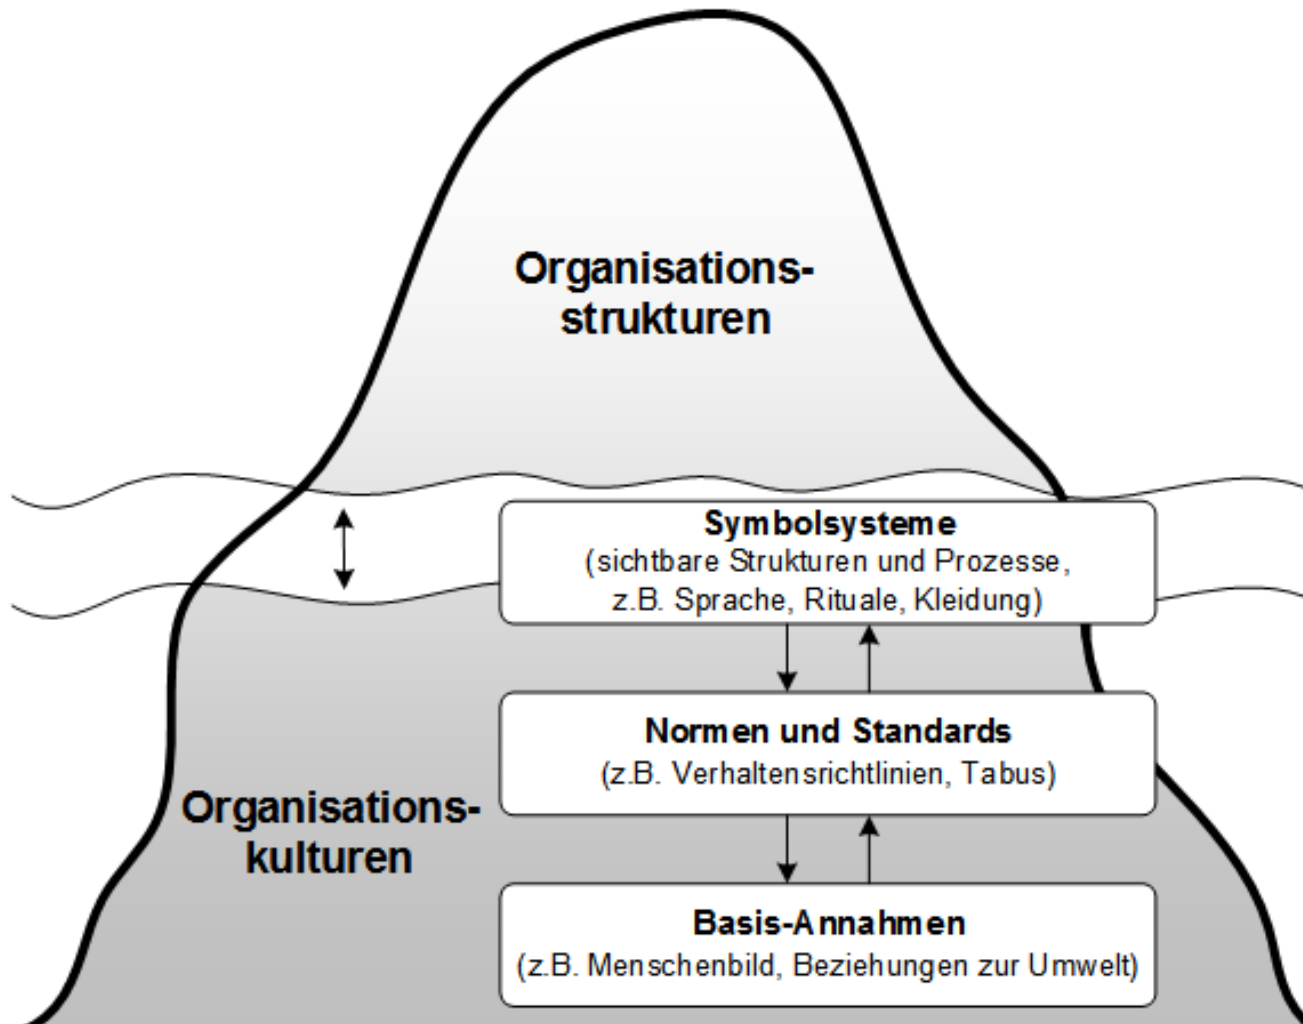 Organisations-
strukturen
Symbolsysteme
(sichtbare Strukturen und Prozesse,
z.B. Sprache, Rituale, Kleidung)
Normen und Standards
(z.B. Verhaltensrichtlinien, Tabus)
Organisations-
kulturen
Basis-Annahmen
(z.B. Menschenbild, Beziehungen zur Umwelt)